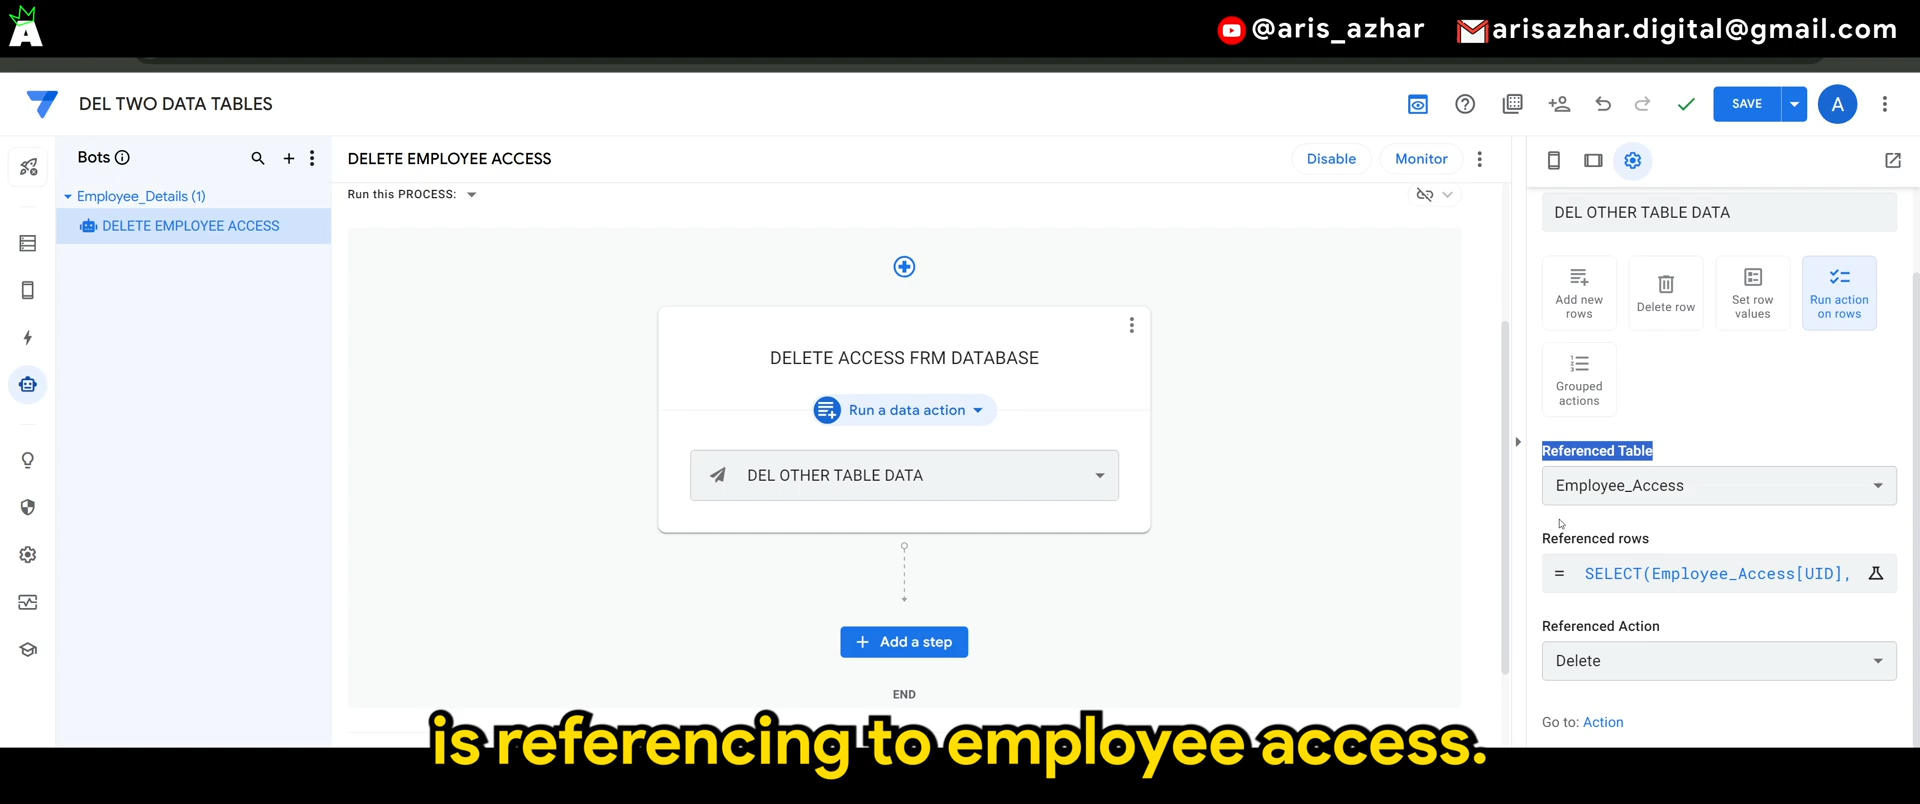 @aris_azhar arisazhar.digital@gmail.com
DEL TWO DATA TABLES
SAVE
A
Bots
Employee_Details (1)
DELETE EMPLOYEE ACCESS
DELETE EMPLOYEE ACCESS
Disable
Monitor
Run this PROCESS:
DELETE ACCESS FRM DATABASE
Run a data action
DEL OTHER TABLE DATA
Add a step
END
DEL OTHER TABLE DATA
Add new
rows
Delete row
Set row
values
Run action
on rows
Grouped
actions
Referenced Table
Employee_Access
Referenced rows
= SELECT(Employee_Access[UID],
Referenced Action
Delete
Go to: Action
is referencing to employee access.